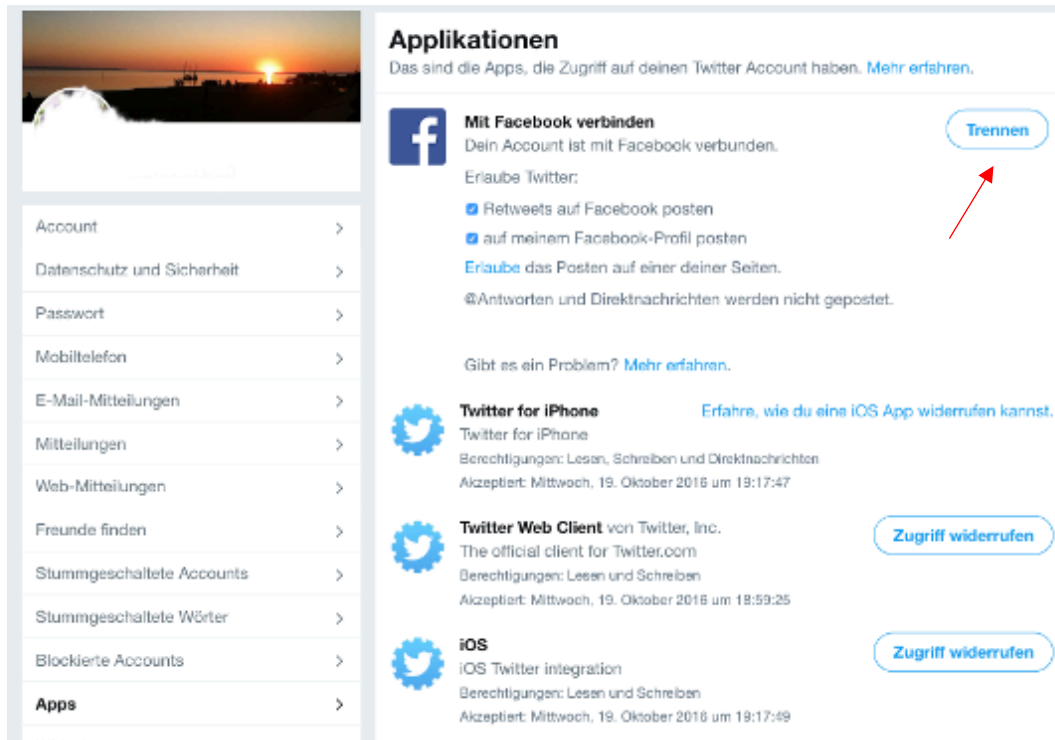 Applikationen
Das sind die Apps, die Zugriff auf deinen Twitter Account haben. Mehr erfahren.
Mit Facebook verbinden
Trennen
Dein Account ist mit Facebook verbunden.
Erlaube Twitter:
Retweets auf Facebook posten
auf meinem Facebook-Profil posten
Erlaube das Posten auf einer deiner Seiten.
@Antworten und Direktnachrichten werden nicht gepostet.
Gibt es ein Problem? Mehr erfahren.
Twitter for iPhone
Erfahre, wie du eine iOS App widerrufen kannst.
Twitter for iPhone
Berechtigungen: Lesen, Schreiben und Direktnachrichten
Akzeptiert: Mittwoch, 19. Oktober 2016 um 19:17:47
Twitter Web Client von Twitter, Inc.
Zugriff widerrufen
The official client for Twitter.com
Berechtigungen: Lesen und Schreiben
Akzeptiert: Mittwoch, 19. Oktober 2016 um 18:59:25
iOS
Zugriff widerrufen
iOS Twitter integration
Berechtigungen: Lesen und Schreiben
Akzeptiert: Mittwoch, 19. Oktober 2016 um 19:17:49
Account
Datenschutz und Sicherheit
Passwort
Mobiltelefon
E-Mail-Mitteilungen
Mitteilungen
Web-Mitteilungen
Freunde finden
Stummgeschaltete Accounts
Stummgeschaltete Wörter
Blockierte Accounts
Apps